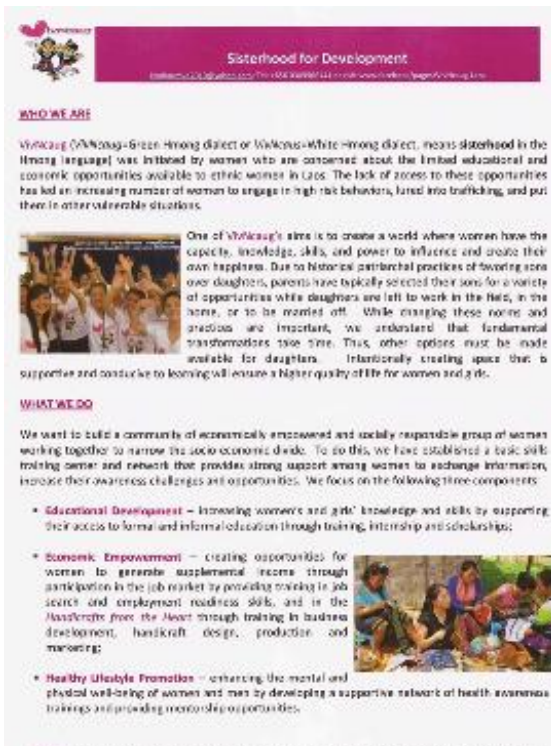 Sisterhood for Development
WHO WE ARE
VivNcaug (VivNcaug=Green Hmong dialect or VivNcaus=White Hmong dialect, means sisterhood in the
Hmong language) was initiated by women who are concerned about the limited educational and
economic opportunities available to ethnic women in Laos. The lack of access to these opportunities
has led an increasing number of women to engage in high risk behaviors, lured into trafficking, and put
them in other vulnerable situations.
One of VivNcaug's aims is to create a world where women have the
capacity, knowledge, skills, and power to influence and create their
own happiness. Due to historical patriarchal practices of favoring sons
over daughters, parents have typically selected their sons for a variety
of opportunities while daughters are left to work in the field, in the
home, or to be married off. While changing these norms and
practices are important, we understand that fundamental
transformations take time. Thus, other options must be made
available for daughters. Intentionally creating space that is
supportive and conducive to learning will ensure a higher quality of life for women and girls.
WHAT WE DO
We want to build a community of economically empowered and socially responsible group of women
working together to narrow the socio economic divide. To do this, we have established a basic skills
training center and network that provides strong support among women to exchange information,
increase their awareness challenges and opportunities. We focus on the following three components:
• Educational Development – increasing women's and girls' knowledge and skills by supporting
their access to formal and informal education through training, internship and scholarships;
• Economic Empowerment – creating opportunities for
women to generate supplemental income through
participation in the job market by providing training in job
search and employment readiness skills, and in the
Handicrafts from the Heart through training in business
development, handicraft design, production and
marketing;
• Healthy Lifestyle Promotion – enhancing the mental and
physical well-being of women and men by developing a supportive network of health awareness
trainings and providing mentorship opportunities.